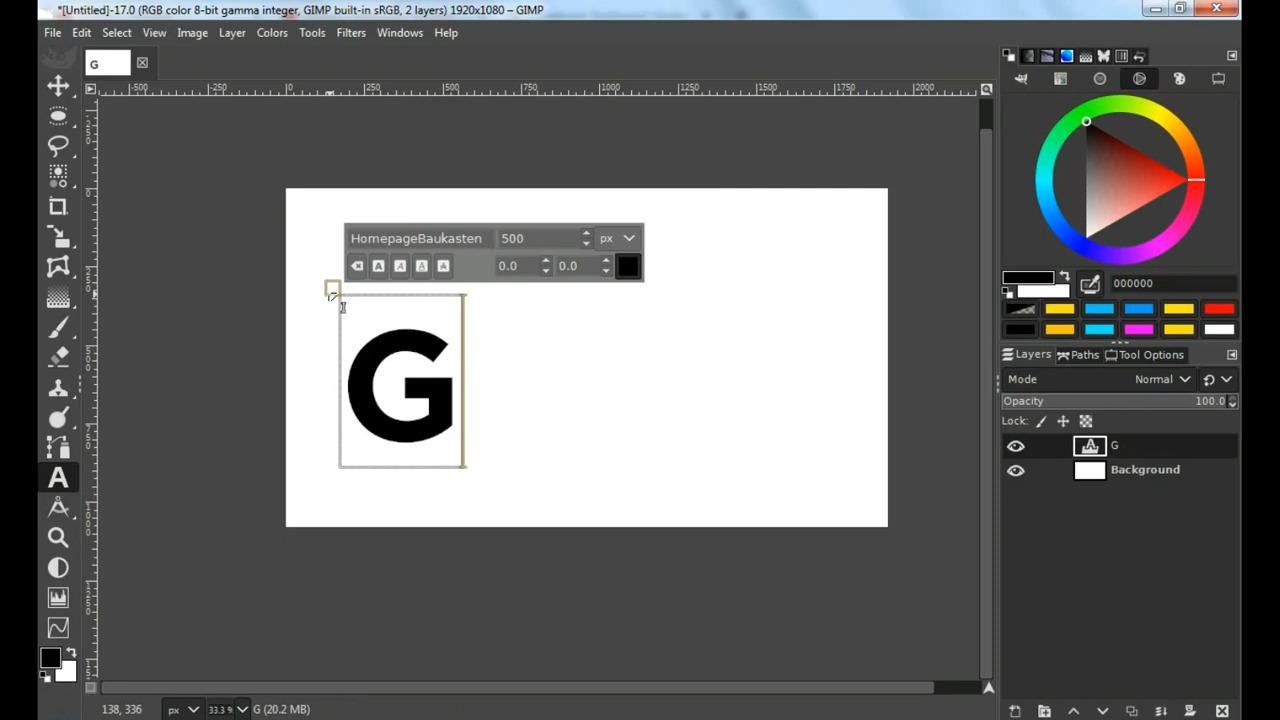 *[Untitled]-17.0 (RGB color 8-bit gamma integer, GIMP built-in sRGB, 2 layers) 1920x1080 – GIMP
File Edit Select View Image Layer Colors Tools Filters Windows Help
G
-500 -250 0 250 500 750 1000 1250 1500 1750 2000
HomepageBaukasten 500 px
0.0 0.0
000000
Layers Paths Tool Options
Mode Normal
Opacity 100.0
Lock:
G
G
Background
138, 336 px 33.3 % G (20.2 MB)